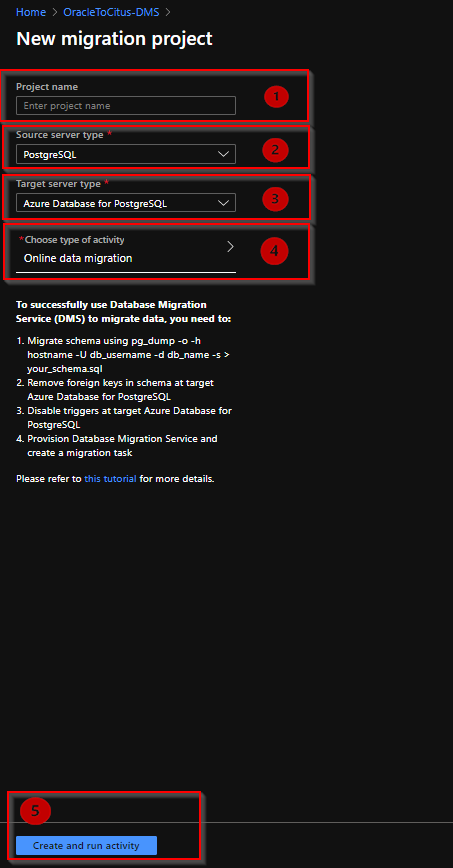 Home > OracleToCitus-DMS >
New migration project
Project name
1
Enter project name
Source server type *
2
PostgreSQL
Target server type *
3
Azure Database for PostgreSQL
*Choose type of activity
4
Online data migration
To successfully use Database Migration
Service (DMS) to migrate data, you need to:
1. Migrate schema using pg_dump -o -h
hostname -U db_username -d db_name -s >
your_schema.sql
2. Remove foreign keys in schema at target
Azure Database for PostgreSQL
3. Disable triggers at target Azure Database for
PostgreSQL
4. Provision Database Migration Service and
create a migration task
Please refer to this tutorial for more details.
5
Create and run activity